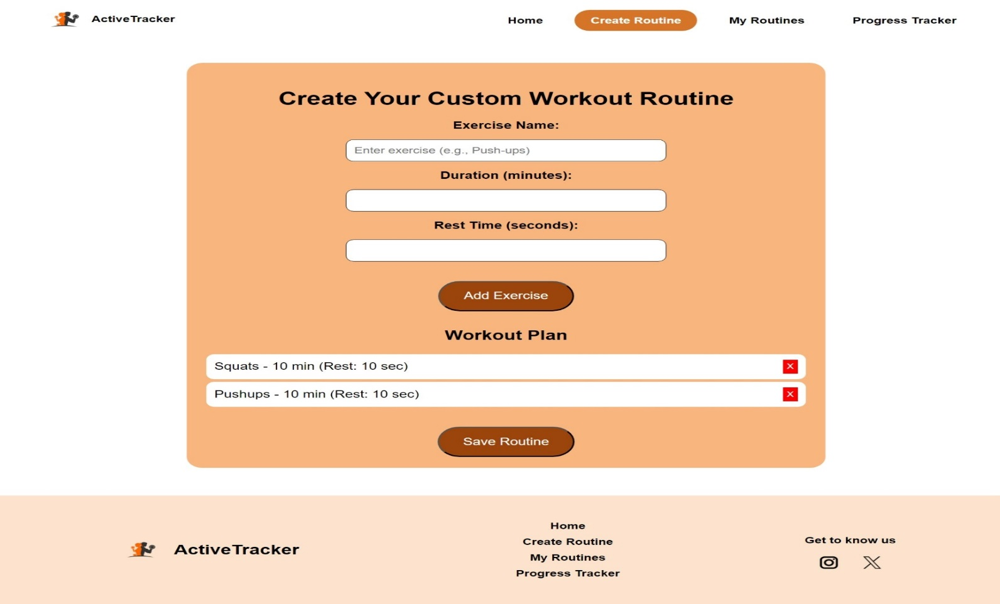 ActiveTracker
Home Create Routine My Routines Progress Tracker
Create Your Custom Workout Routine
Exercise Name:
Enter exercise (e.g., Push-ups)
Duration (minutes):
Rest Time (seconds):
Add Exercise
Workout Plan
Squats - 10 min (Rest: 10 sec)
Pushups - 10 min (Rest: 10 sec)
Save Routine
ActiveTracker
Home
Create Routine
My Routines
Progress Tracker
Get to know us